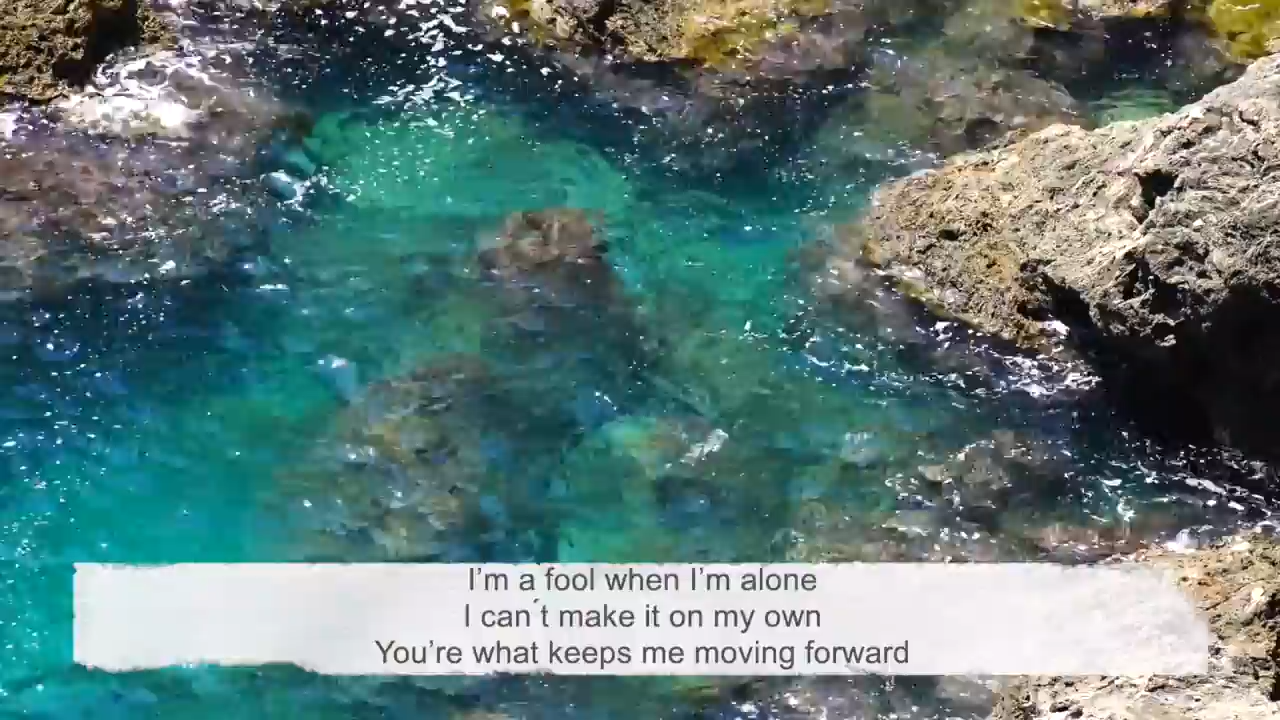 I’m a fool when I’m alone
I can´t make it on my own
You’re what keeps me moving forward